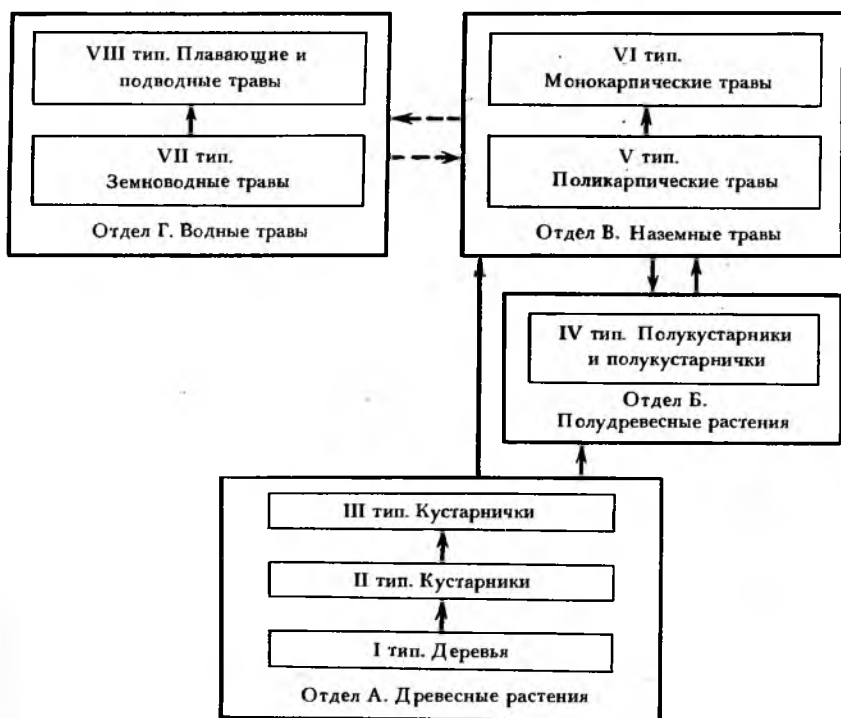 VIII тип. Плавающие и
подводные травы
VII тип.
Земноводные травы
Отдел Г. Водные травы
VI тип.
Монокарпические травы
V тип.
Поликарпические травы
Отдел В. Наземные травы
IV тип. Полукустарники
и полукустарнички
Отдел Б.
Полудревесные растения
III тип. Кустарнички
II тип. Кустарники
I тип. Деревья
Отдел А. Древесные растения